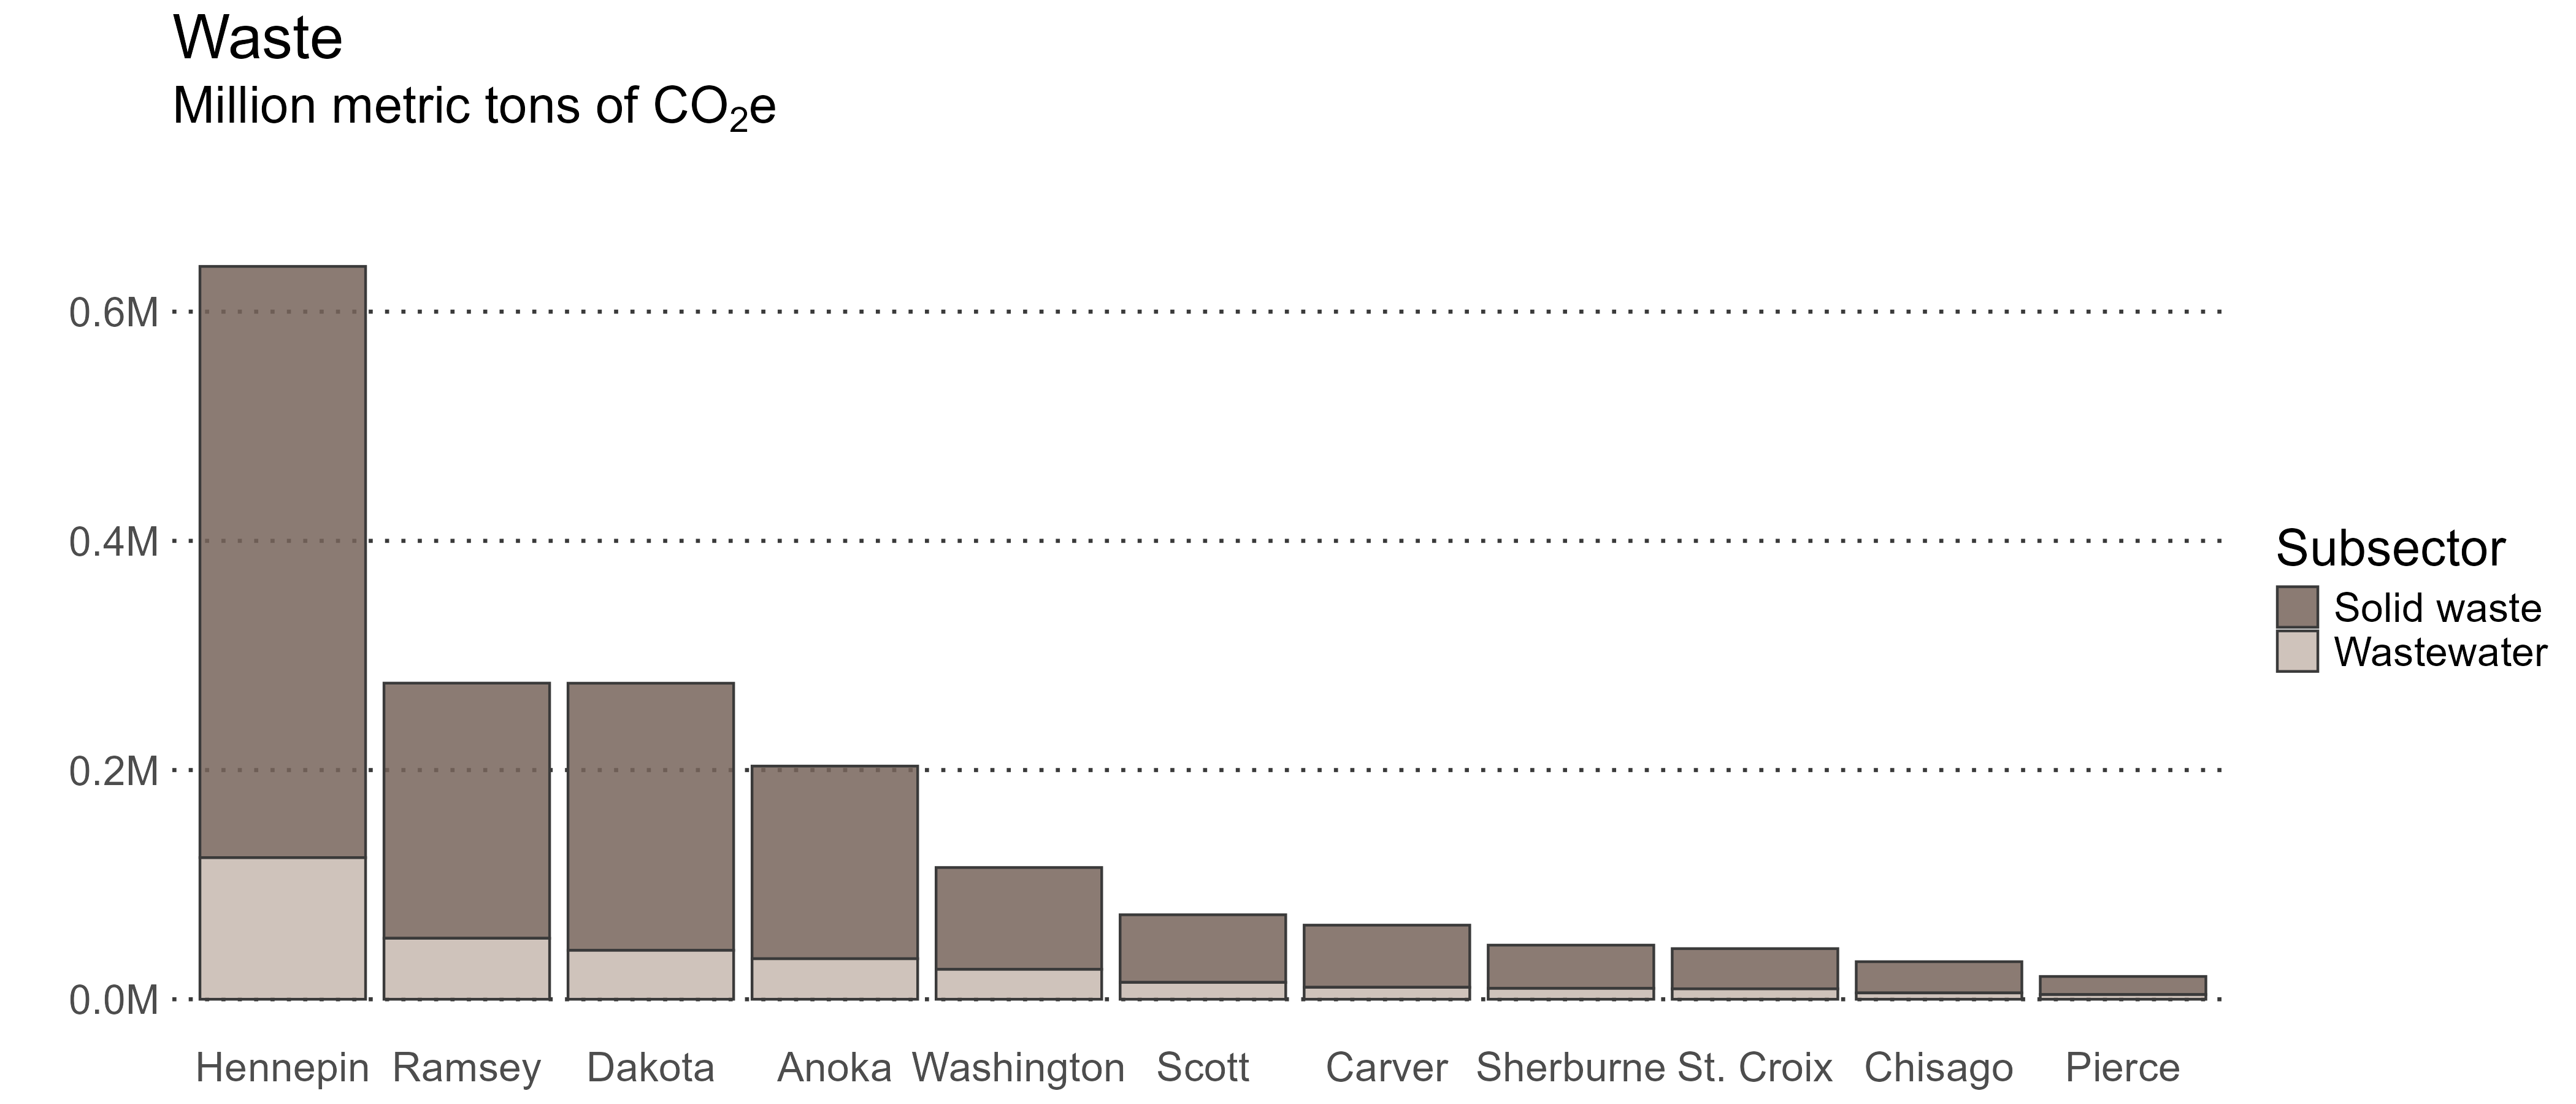 Waste
Million metric tons of CO₂e
0.6M
0.4M
0.2M
0.0M
Hennepin Ramsey Dakota Anoka Washington Scott Carver Sherburne St. Croix Chisago Pierce
Subsector
Solid waste
Wastewater